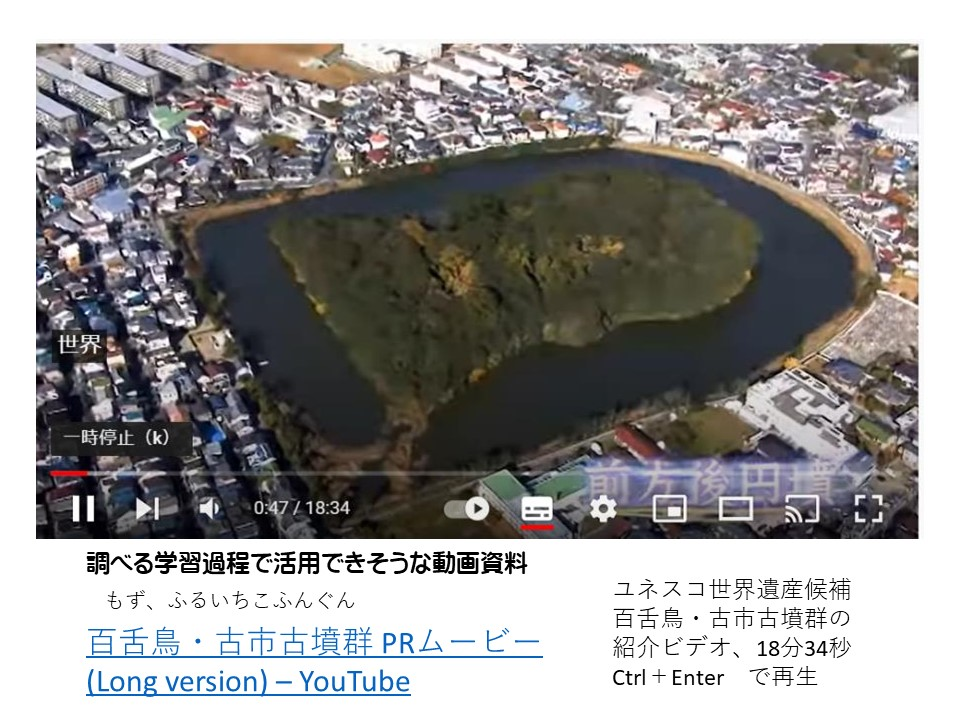 世界
一時停止（k）
前方後円墳
0:47 / 18:34
調べる学習過程で活用できそうな動画資料
もず、ふるいちこふんぐん
百舌鳥・古市古墳群 PRムービー
(Long version) – YouTube
ユネスコ世界遺産候補
百舌鳥・古市古墳群の
紹介ビデオ、18分34秒
Ctrl＋Enter　で再生